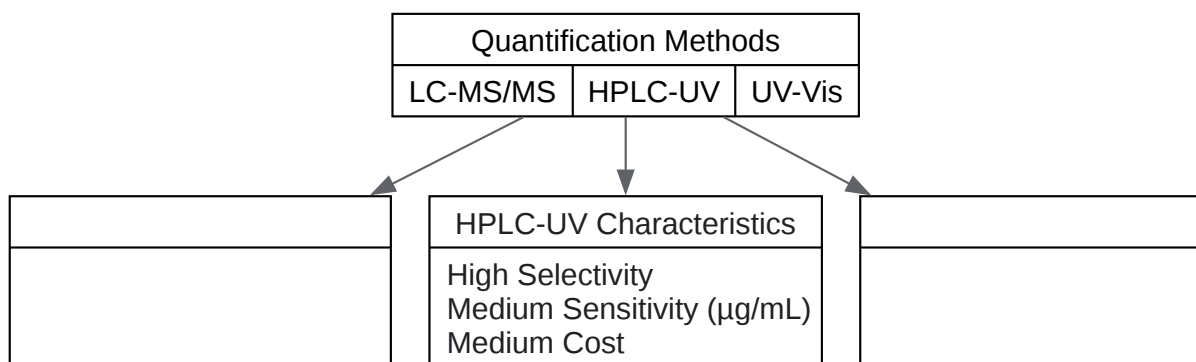 Quantification Methods
LC-MS/MS HPLC-UV UV-Vis
HPLC-UV Characteristics
High Selectivity
Medium Sensitivity (µg/mL)
Medium Cost